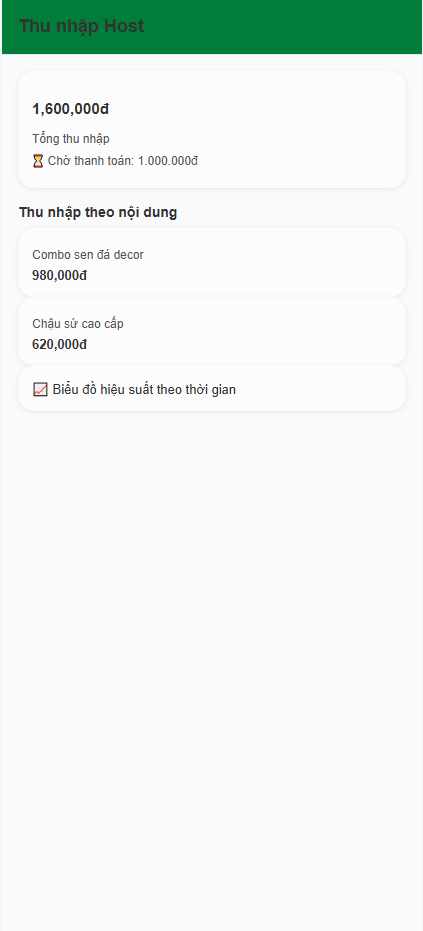 Thu nhập Host
1,600,000đ
Tổng thu nhập
⏳ Chờ thanh toán: 1.000.000đ
Thu nhập theo nội dung
Combo sen đá decor
980,000đ
Chậu sứ cao cấp
620,000đ
📈 Biểu đồ hiệu suất theo thời gian